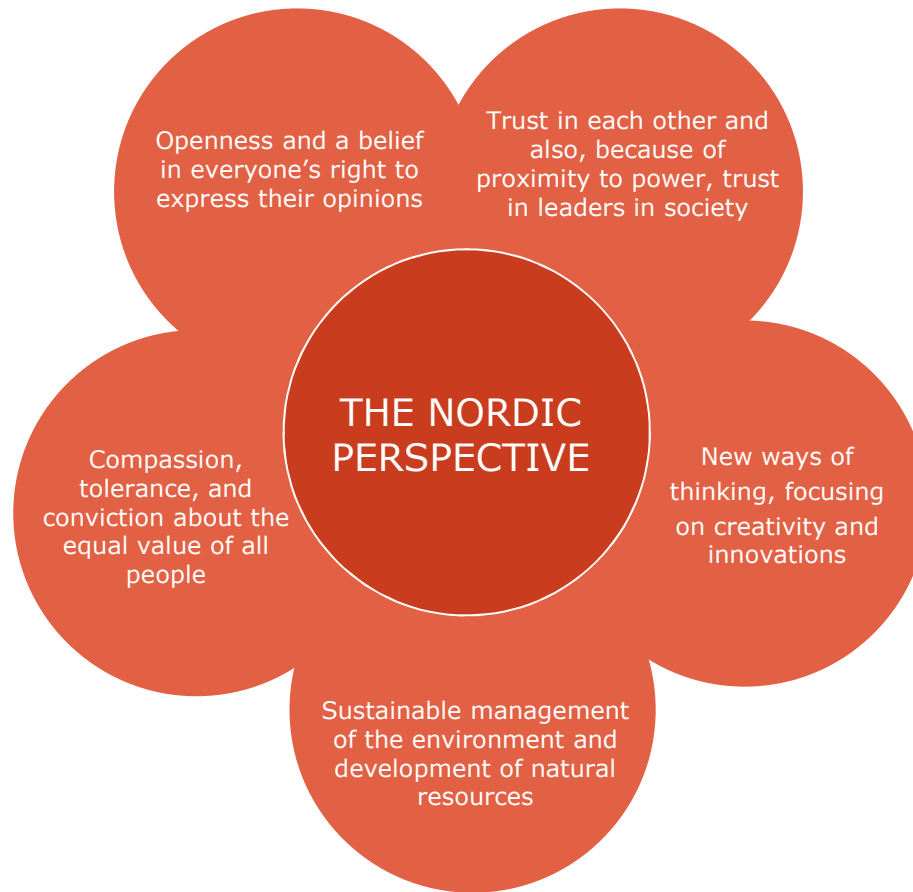 Openness and a belief
in everyone’s right to
express their opinions
Trust in each other and
also, because of
proximity to power, trust
in leaders in society
THE NORDIC
PERSPECTIVE
New ways of
thinking, focusing
on creativity and
innovations
Compassion,
tolerance, and
conviction about the
equal value of all
people
Sustainable management
of the environment and
development of natural
resources